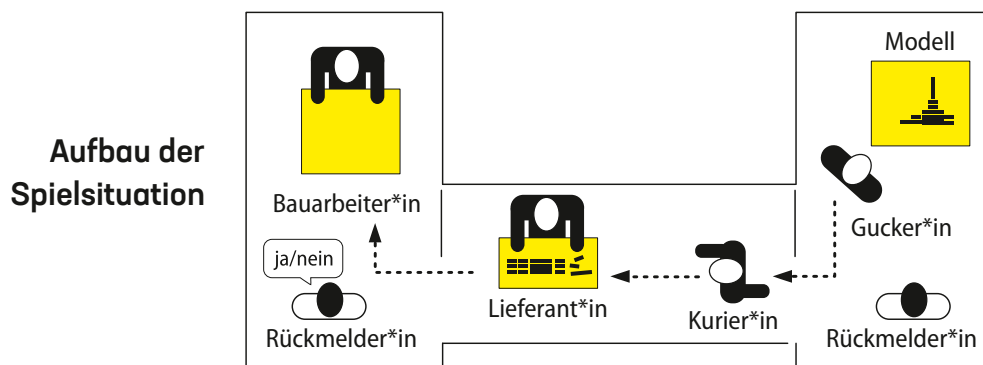 Aufbau der
Spielsituation
Modell
Bauarbeiter*in
Gucker*in
ja/nein
Lieferant*in
Kurier*in
Rückmelder*in
Rückmelder*in